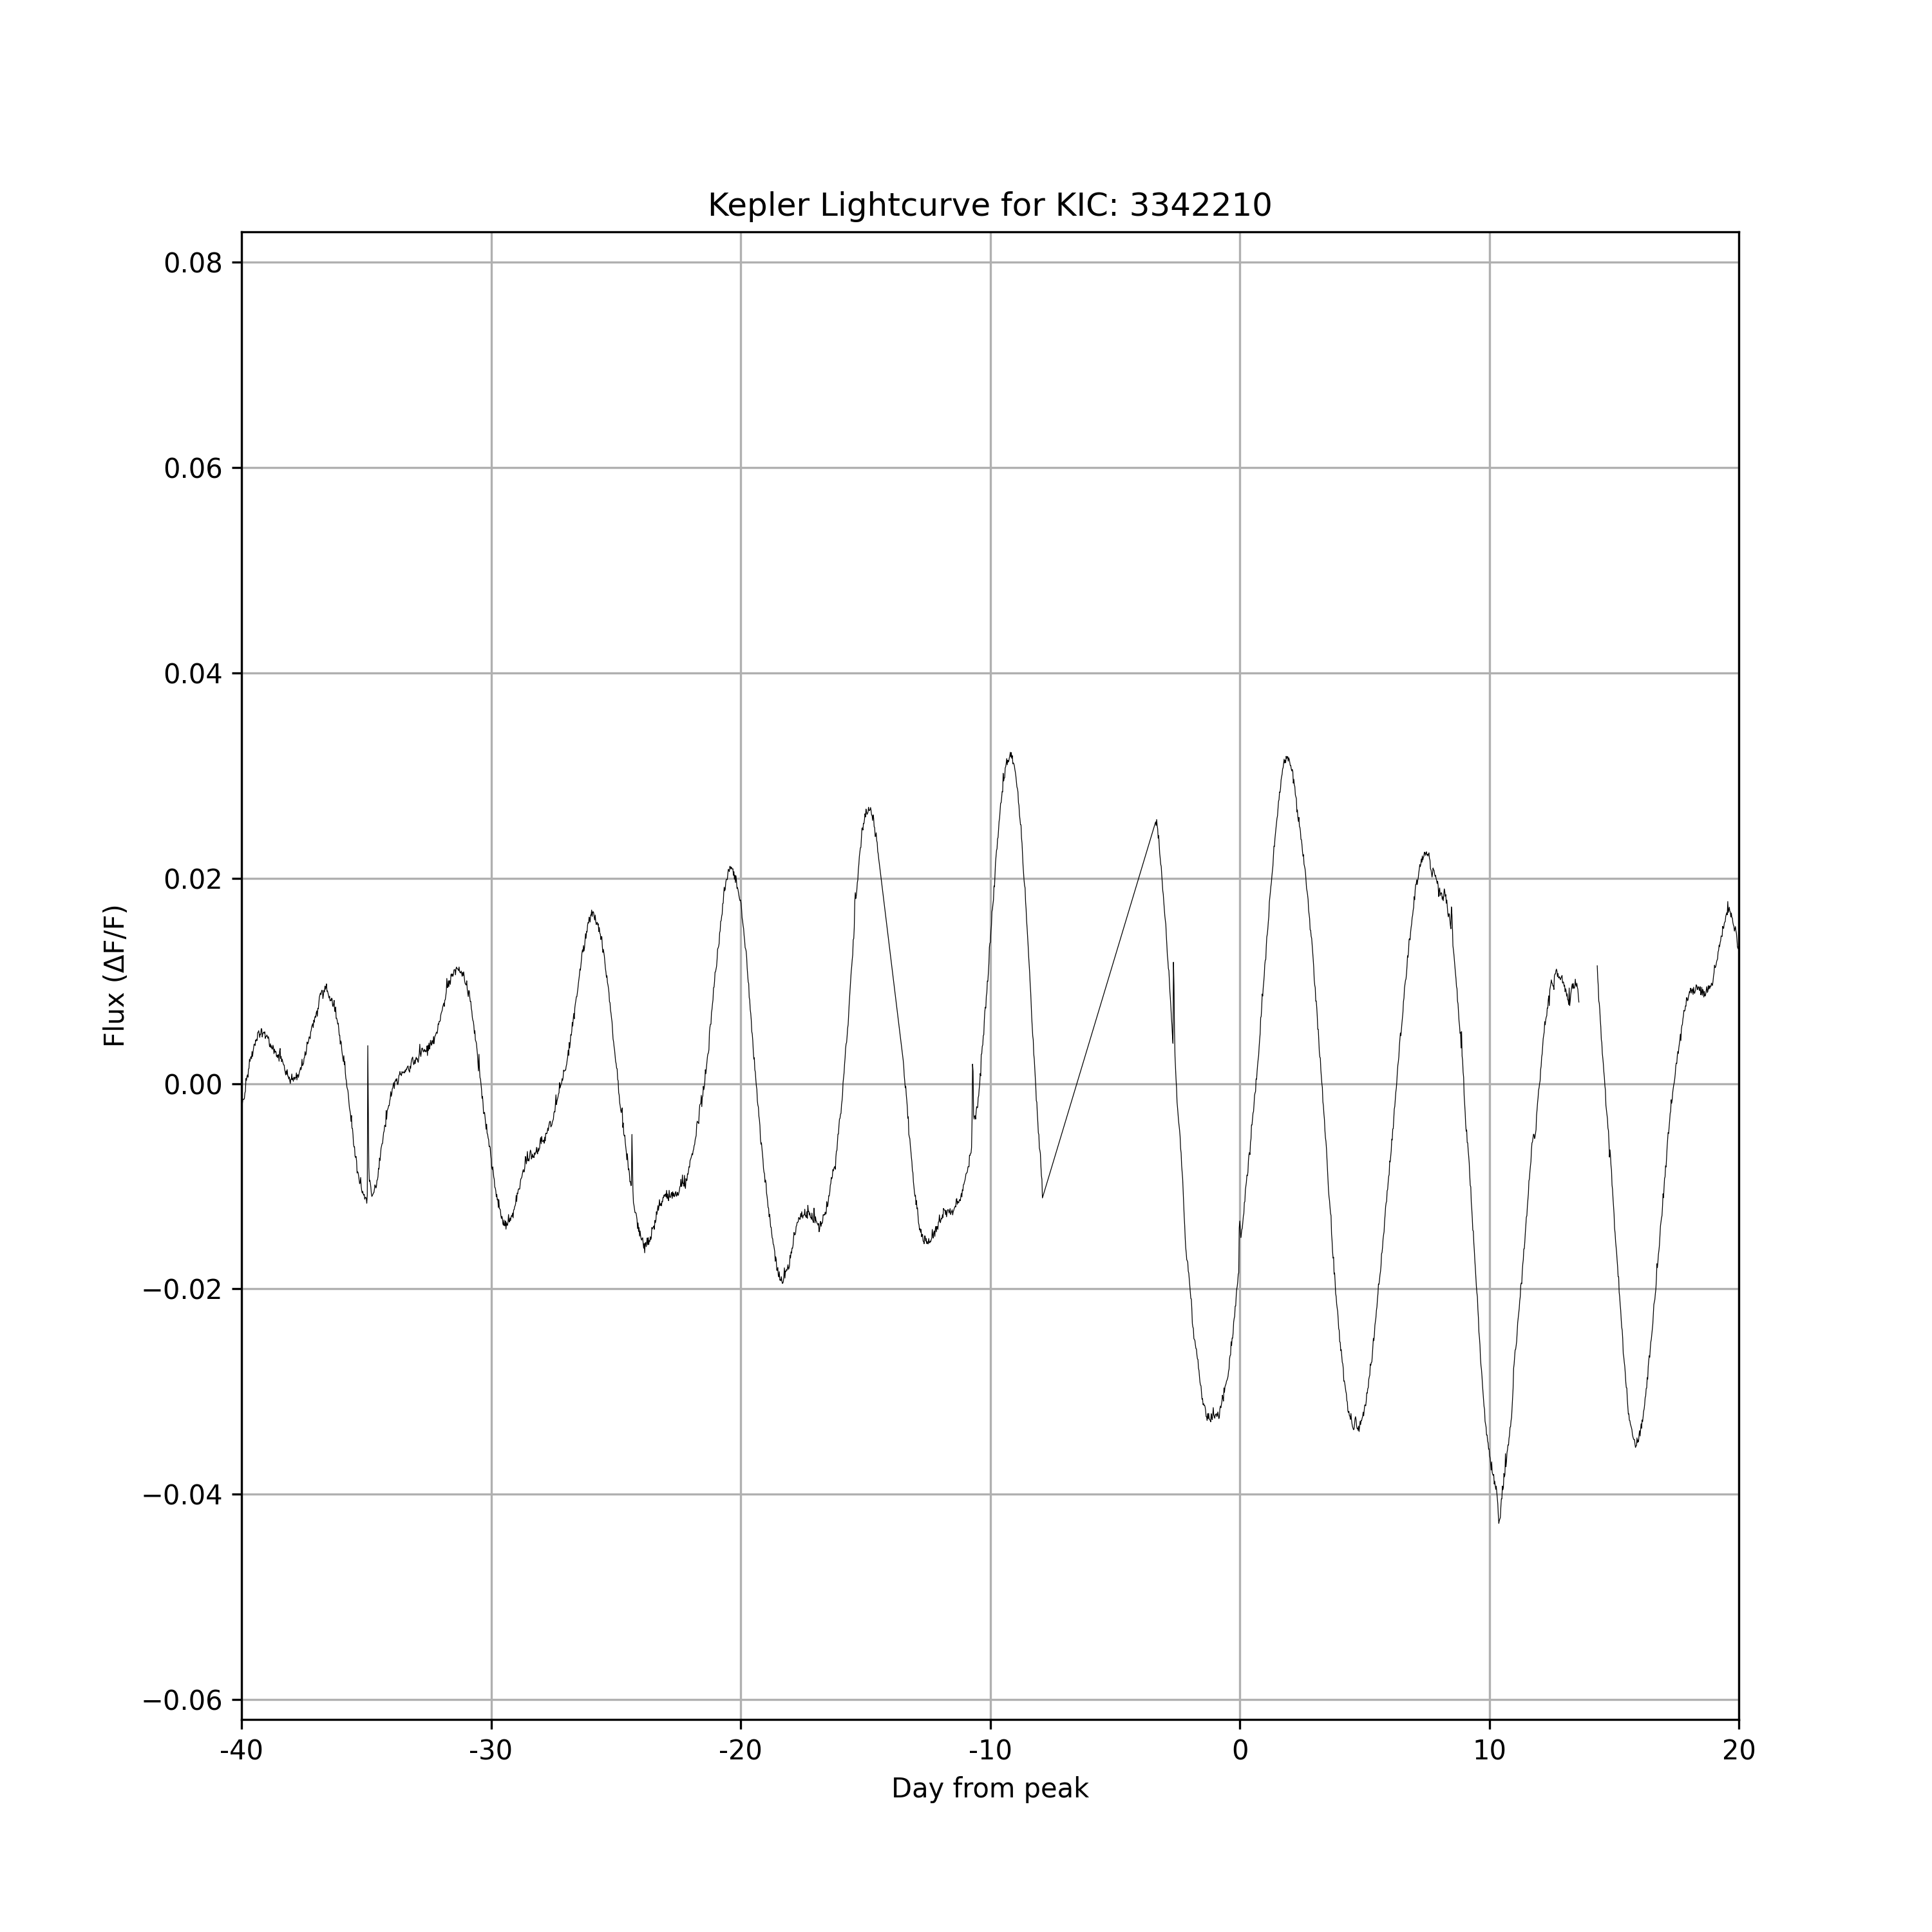 Kepler Lightcurve for KIC: 3342210
Flux (ΔF/F)
0.08
0.06
0.04
0.02
0.00
−0.02
−0.04
−0.06
-40 -30 -20 -10 0 10 20
Day from peak